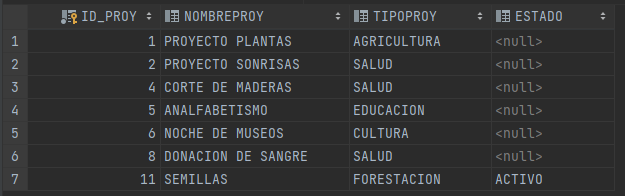 ID_PROY NOMBREPROY TIPOPROY ESTADO
1 1 PROYECTO PLANTAS AGRICULTURA <null>
2 2 PROYECTO SONRISAS SALUD <null>
3 4 CORTE DE MADERAS SALUD <null>
4 5 ANALFABETISMO EDUCACION <null>
5 6 NOCHE DE MUSEOS CULTURA <null>
6 8 DONACION DE SANGRE SALUD <null>
7 11 SEMILLAS FORESTACION ACTIVO